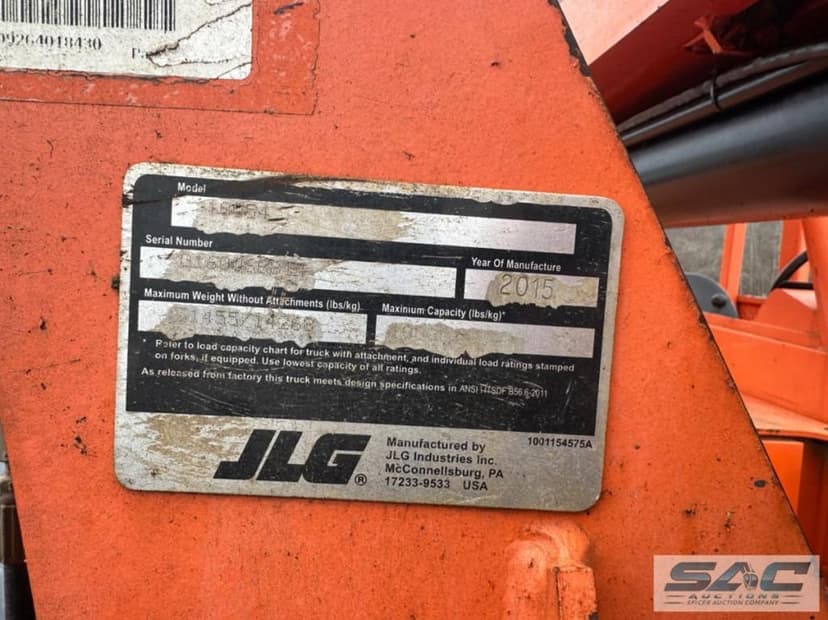 09264018430
Model
Serial Number
Year Of Manufacture
2015
Maximum Weight Without Attachments (lbs/kg)
Maximum Capacity (lbs/kg)*
* Refer to load capacity chart for truck with attachment, and individual load ratings stamped
on forks, if equipped. Use lowest capacity of all ratings.
As released from factory this truck meets design specifications in ANSI ITSDF B56.6-2011
JLG®
Manufactured by
JLG Industries Inc.
McConnellsburg, PA
17233-9533 USA
1001154575A
SAC
AUCTIONS
SPICER AUCTION COMPANY